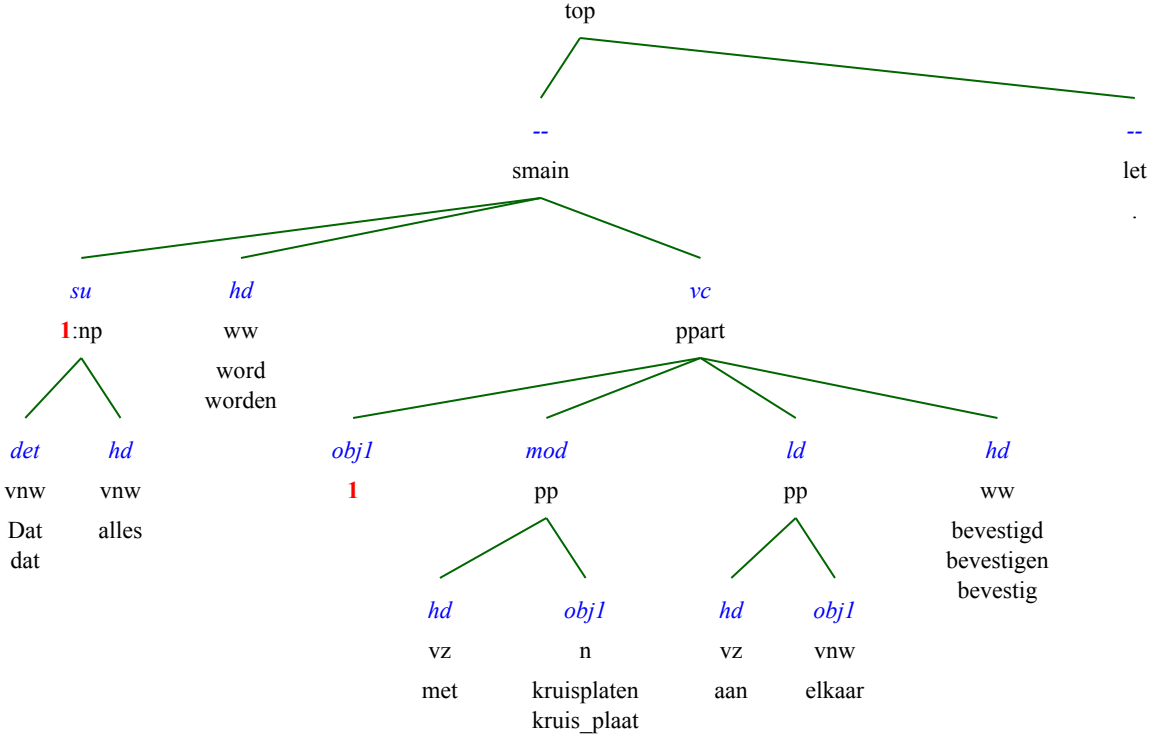 top
-- --
smain let
.
su hd vc
1:np ww ppart
word
worden
det hd obj1 mod ld hd
vnw vnw 1 pp pp ww
Dat alles bevestigd
dat bevestigen
bevestig
hd obj1 hd obj1
vz n vz vnw
met kruisplaten aan elkaar
kruis_plaat